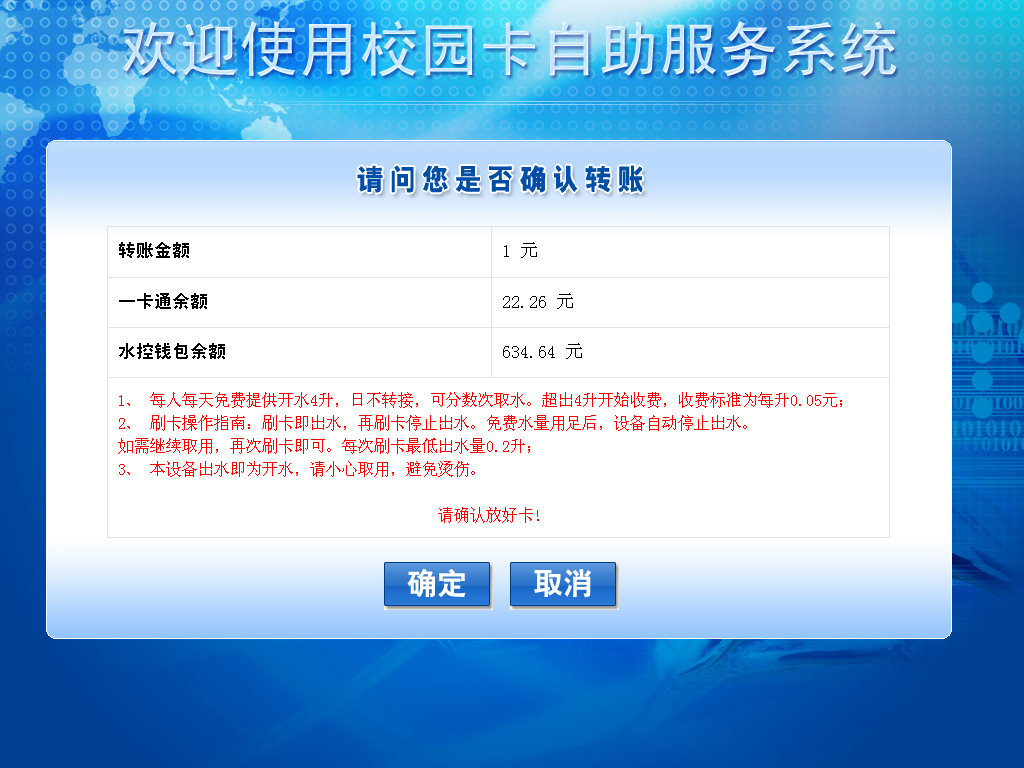 欢迎使用校园卡自助服务系统
请问您是否确认转账
转账金额 1 元
一卡通余额 22.26 元
水控钱包余额 634.64 元
1、 每人每天免费提供开水4升，日不转接，可分数次取水。超出4升开始收费，收费标准为每升0.05元；
2、 刷卡操作指南：刷卡即出水，再刷卡停止出水。免费水量用足后，设备自动停止出水。
如需继续取用，再次刷卡即可。每次刷卡最低出水量0.2升；
3、 本设备出水即为开水，请小心取用，避免烫伤。
请确认放好卡！
确定 取消